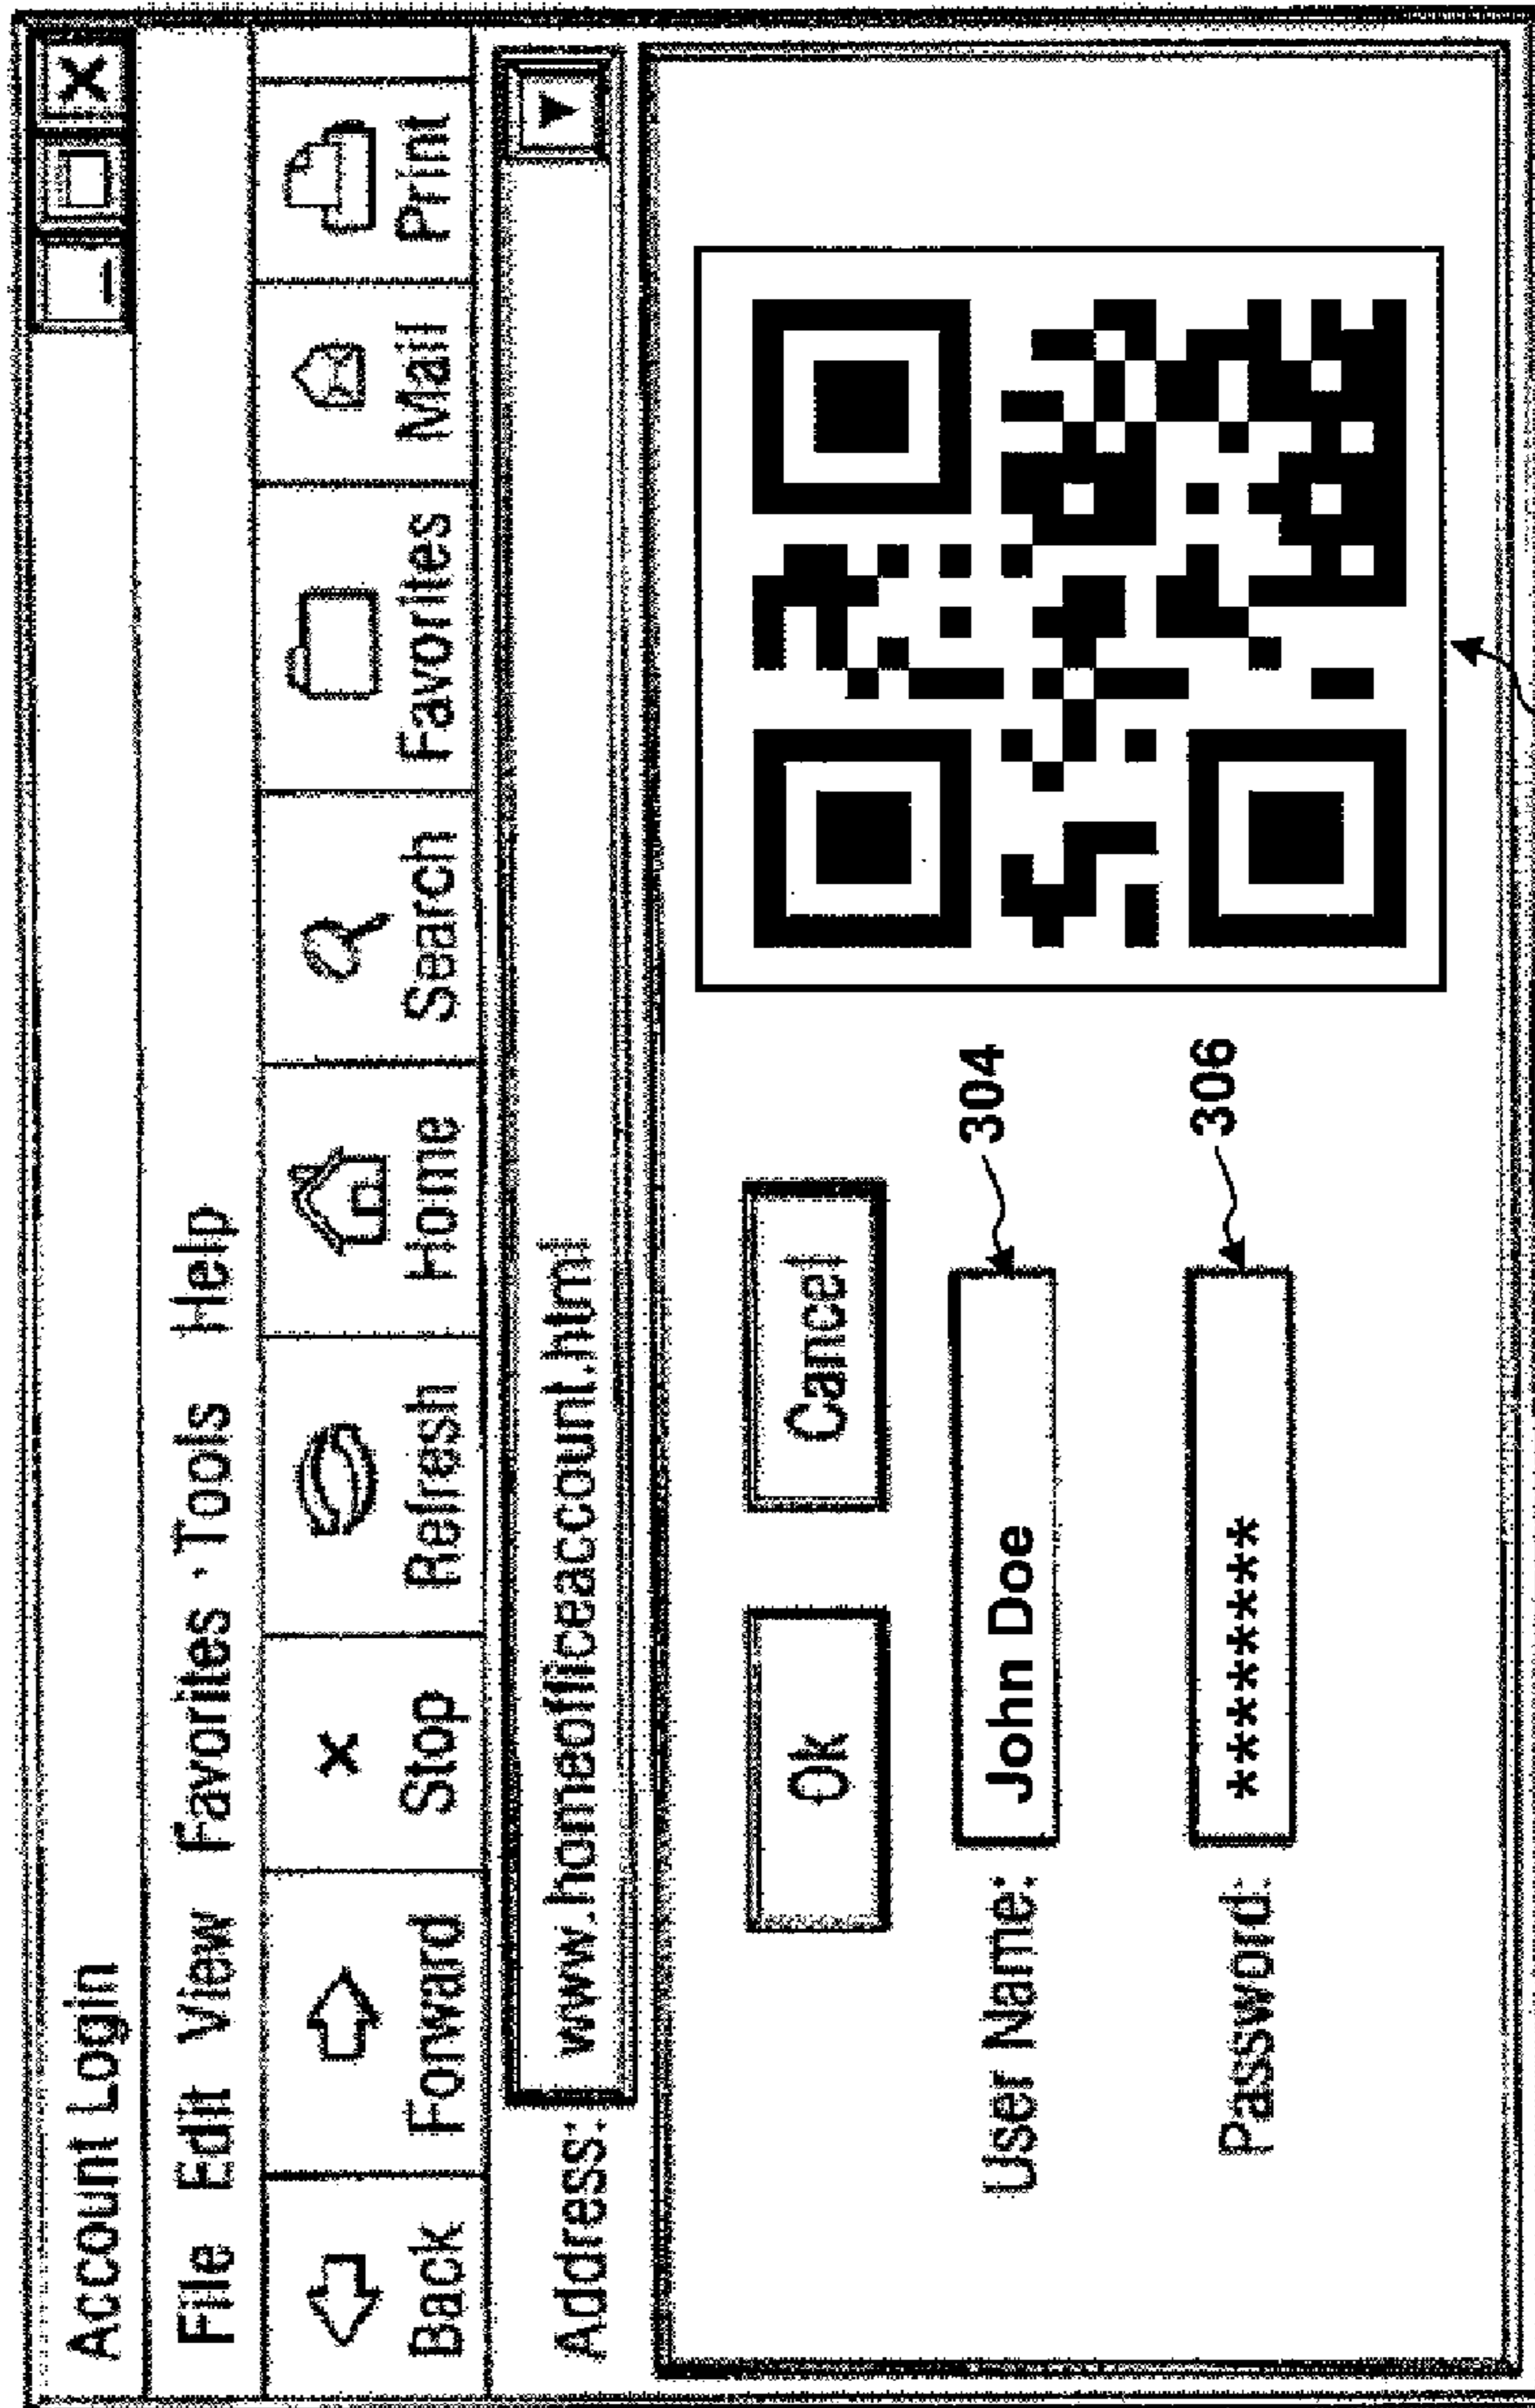 Account Login
File Edit View Favorites Tools Help
Back Forward Stop Refresh Home Search Favorites Mail Print
Address: www.homeofficeaccount.html
Ok Cancel
User Name: John Doe 304
Password: ******** 306